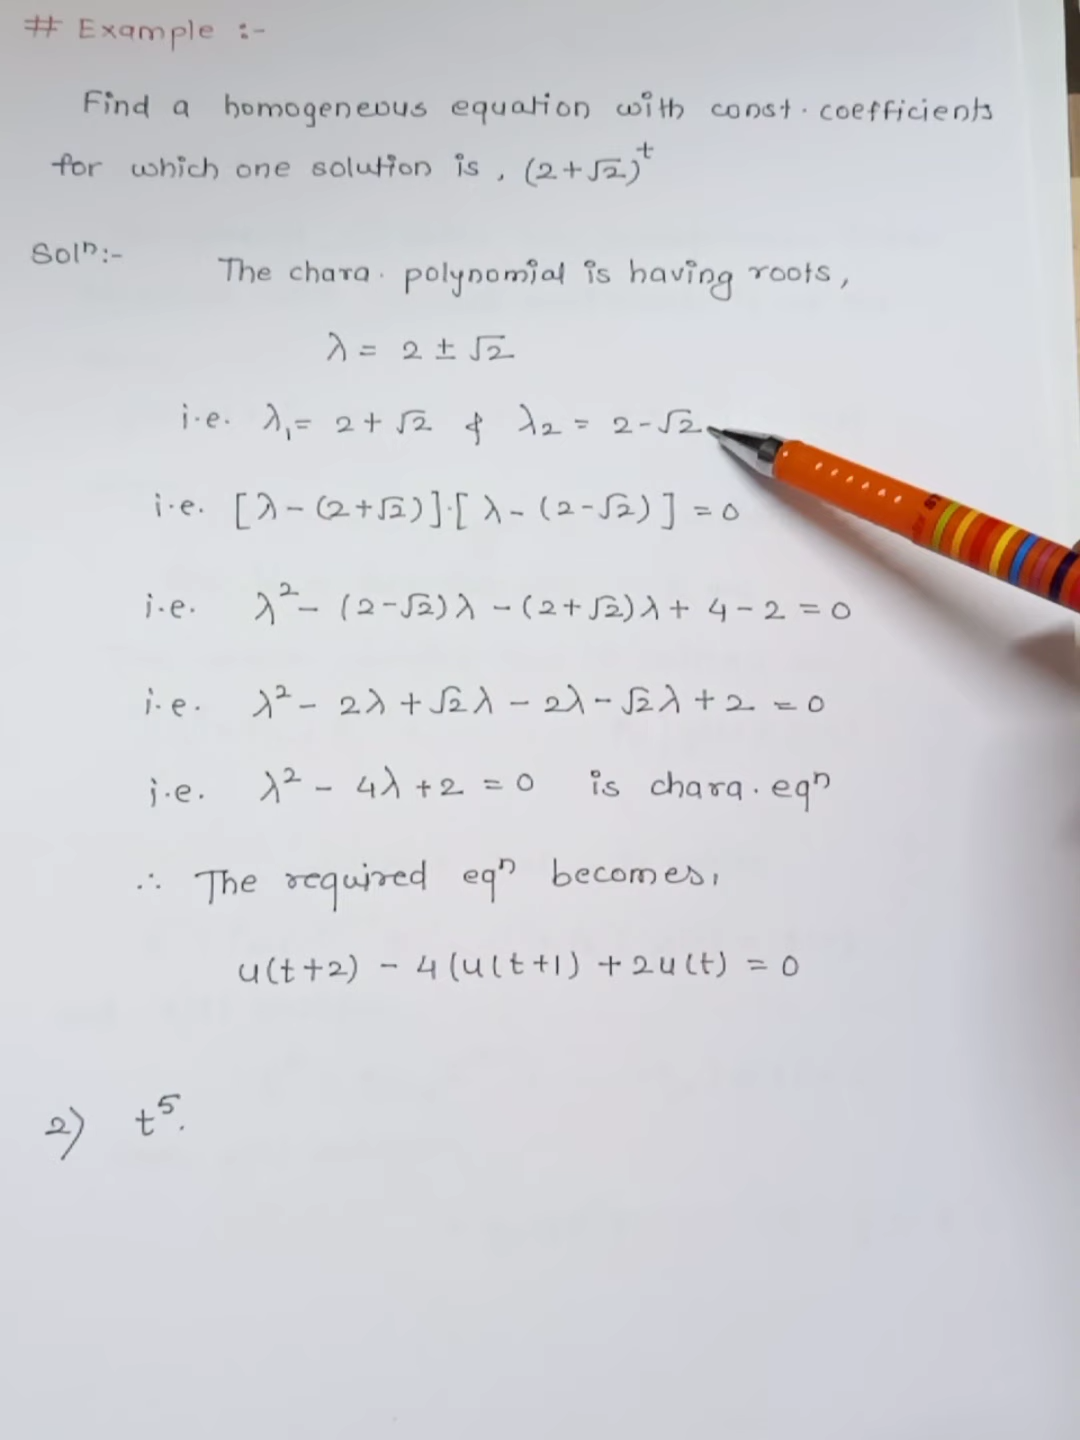 # Example :-
Find a homogeneous equation with const. coefficients
for which one solution is, (2+√2)^t
Solⁿ:- The chara. polynomial is having roots,
λ = 2 ± √2
i.e. λ₁ = 2 + √2 & λ₂ = 2-√2
i.e. [λ - (2+√2)]·[λ - (2-√2)] = 0
i.e. λ² - (2-√2)λ - (2+√2)λ + 4 - 2 = 0
i.e. λ² - 2λ + √2λ - 2λ - √2λ + 2 = 0
i.e. λ² - 4λ + 2 = 0 is chara. eqⁿ
∴ The required eqⁿ becomes,
u(t+2) - 4(u(t+1) + 2u(t) = 0
2) t⁵.